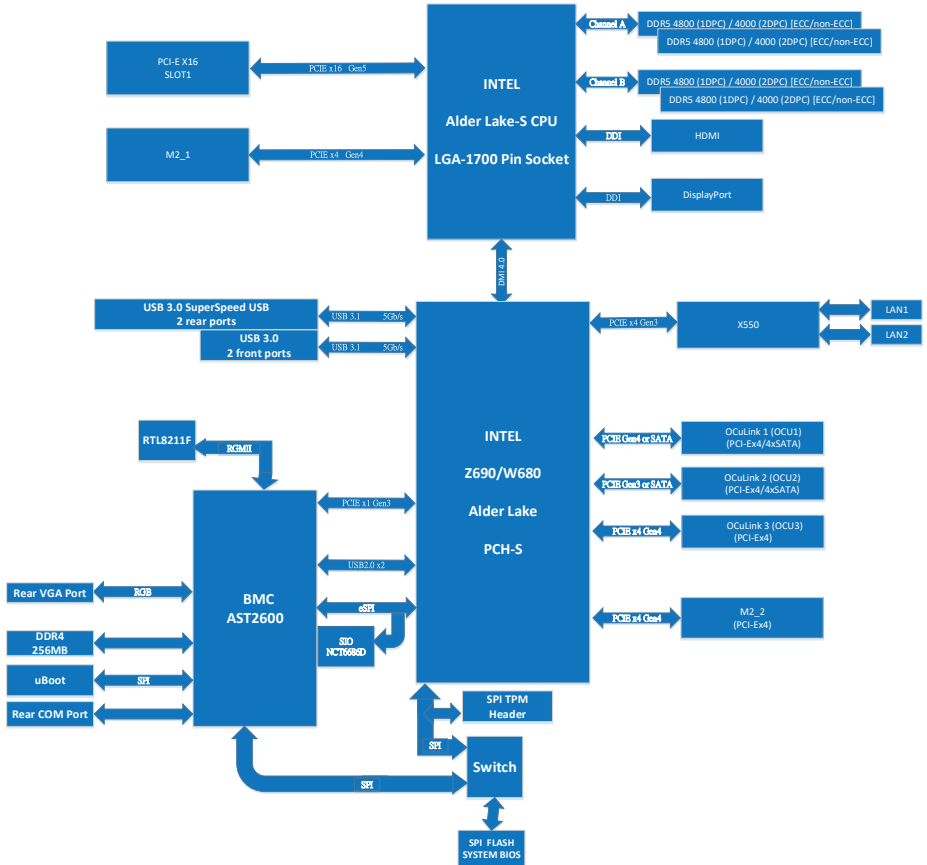 PCI-E X16
SLOT1
PCIE x16 Gen5
M2_1
PCIE x4 Gen4
INTEL
Alder Lake-S CPU
LGA-1700 Pin Socket
Channel A
DDR5 4800 (1DPC) / 4000 (2DPC) [ECC/non-ECC]
DDR5 4800 (1DPC) / 4000 (2DPC) [ECC/non-ECC]
Channel B
DDR5 4800 (1DPC) / 4000 (2DPC) [ECC/non-ECC]
DDR5 4800 (1DPC) / 4000 (2DPC) [ECC/non-ECC]
DDI
HDMI
DDI
DisplayPort
DMI 4.0
USB 3.0 SuperSpeed USB
2 rear ports
USB 3.1 5Gb/s
USB 3.0
2 front ports
USB 3.1 5Gb/s
INTEL
Z690/W680
Alder Lake
PCH-S
PCIE x4 Gen3
X550
LAN1
LAN2
PCIE Gen4 or SATA
OCuLink 1 (OCU1)
(PCI-Ex4/4xSATA)
PCIE Gen3 or SATA
OCuLink 2 (OCU2)
(PCI-Ex4/4xSATA)
PCIE x4 Gen4
OCuLink 3 (OCU3)
(PCI-Ex4)
PCIE x4 Gen4
M2_2
(PCI-Ex4)
RTL8211F
RGMII
PCIE x1 Gen3
USB2.0 x2
eSPI
SIO
NCT6686D
BMC
AST2600
Rear VGA Port
RGB
DDR4
256MB
uBoot
SPI
Rear COM Port
SPI TPM
Header
SPI
Switch
SPI
SPI FLASH
SYSTEM BIOS